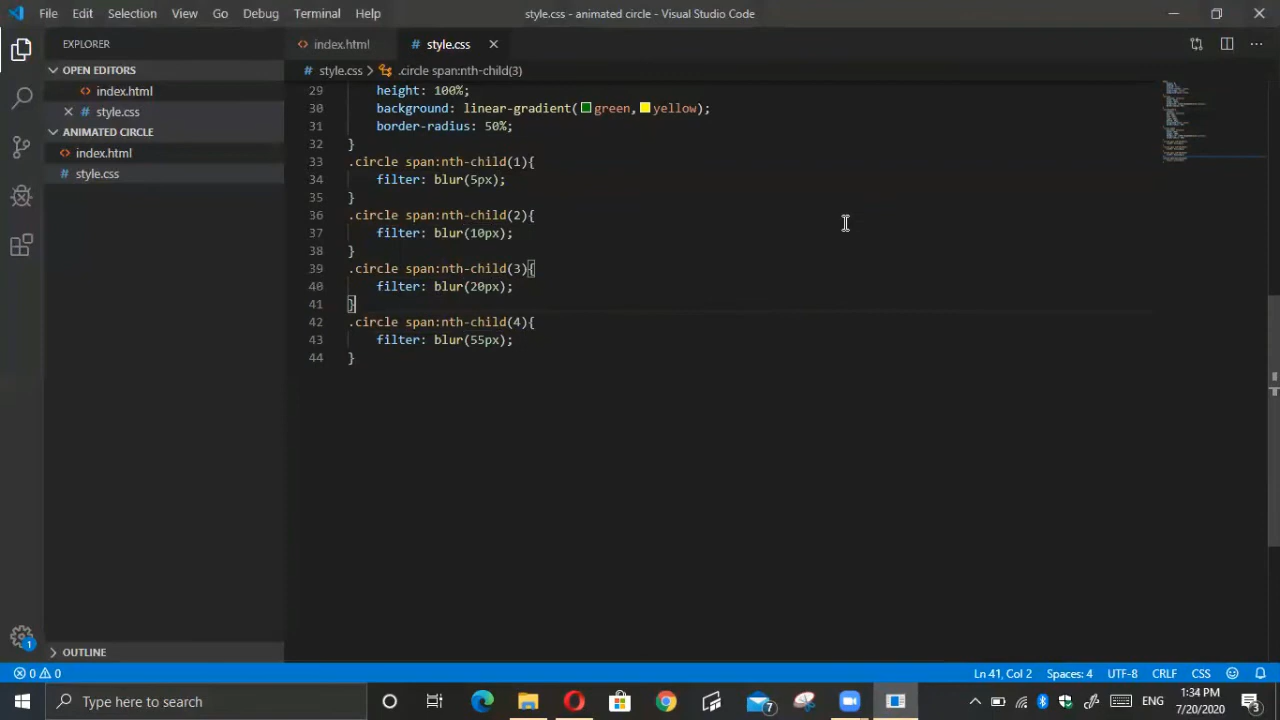 File Edit Selection View Go Debug Terminal Help
style.css - animated circle - Visual Studio Code
EXPLORER
index.html
style.css
OPEN EDITORS
index.html
style.css
ANIMATED CIRCLE
index.html
style.css
OUTLINE
style.css > .circle span:nth-child(3)
29 height: 100%;
30 background: linear-gradient(green,yellow);
31 border-radius: 50%;
32 }
33 .circle span:nth-child(1){
34 filter: blur(5px);
35 }
36 .circle span:nth-child(2){
37 filter: blur(10px);
38 }
39 .circle span:nth-child(3){
40 filter: blur(20px);
41 }
42 .circle span:nth-child(4){
43 filter: blur(55px);
44 }
1
0 0
Ln 41, Col 2 Spaces: 4 UTF-8 CRLF CSS
Type here to search
7
ENG
1:34 PM
7/20/2020
3